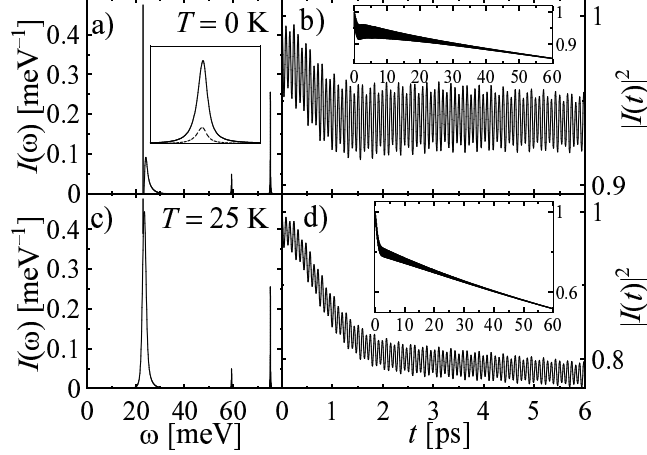 a) T = 0 K
0.4
0.3
0.2
0.1
0
I(ω) [meV⁻¹]
b)
1
0.9
0 10 20 30 40 50 60
1
0.9
|I(t)|²
c) T = 25 K
0.4
0.3
0.2
0.1
0
I(ω) [meV⁻¹]
0 20 40 60 80
ω [meV]
d)
1
0.6
0 10 20 30 40 50 60
1
0.8
|I(t)|²
0 1 2 3 4 5 6
t [ps]